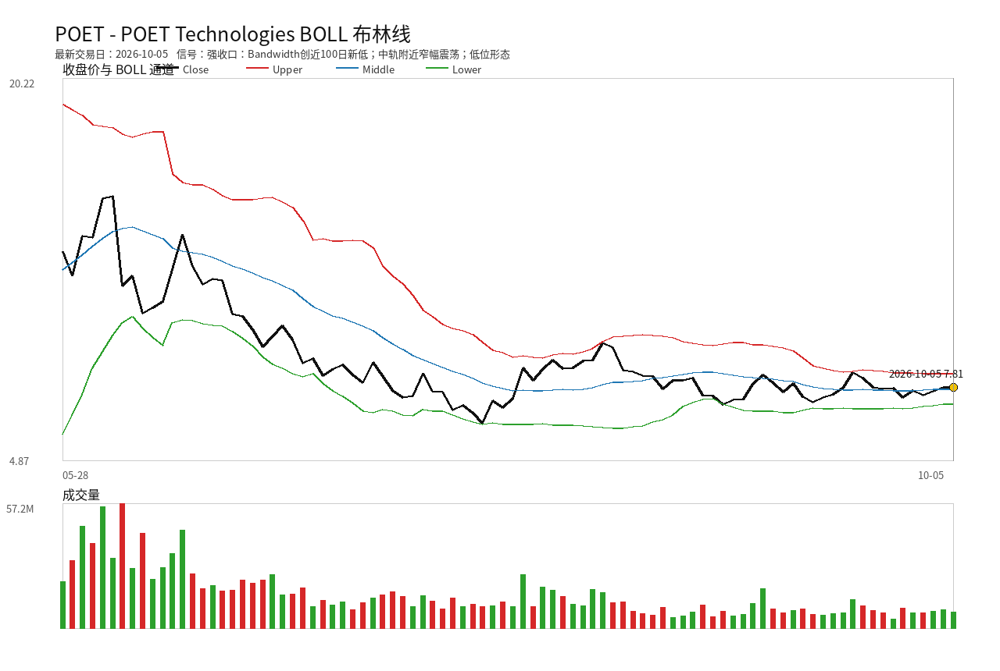 POET - POET Technologies BOLL 布林线
最新交易日：2026-10-05 信号：强收口：Bandwidth创近100日新低；中轨附近窄幅震荡；低位形态
收盘价与 BOLL 通道 Close Upper Middle Lower
20.22
2026-10-05 7.81
4.87
05-28 10-05
成交量
57.2M